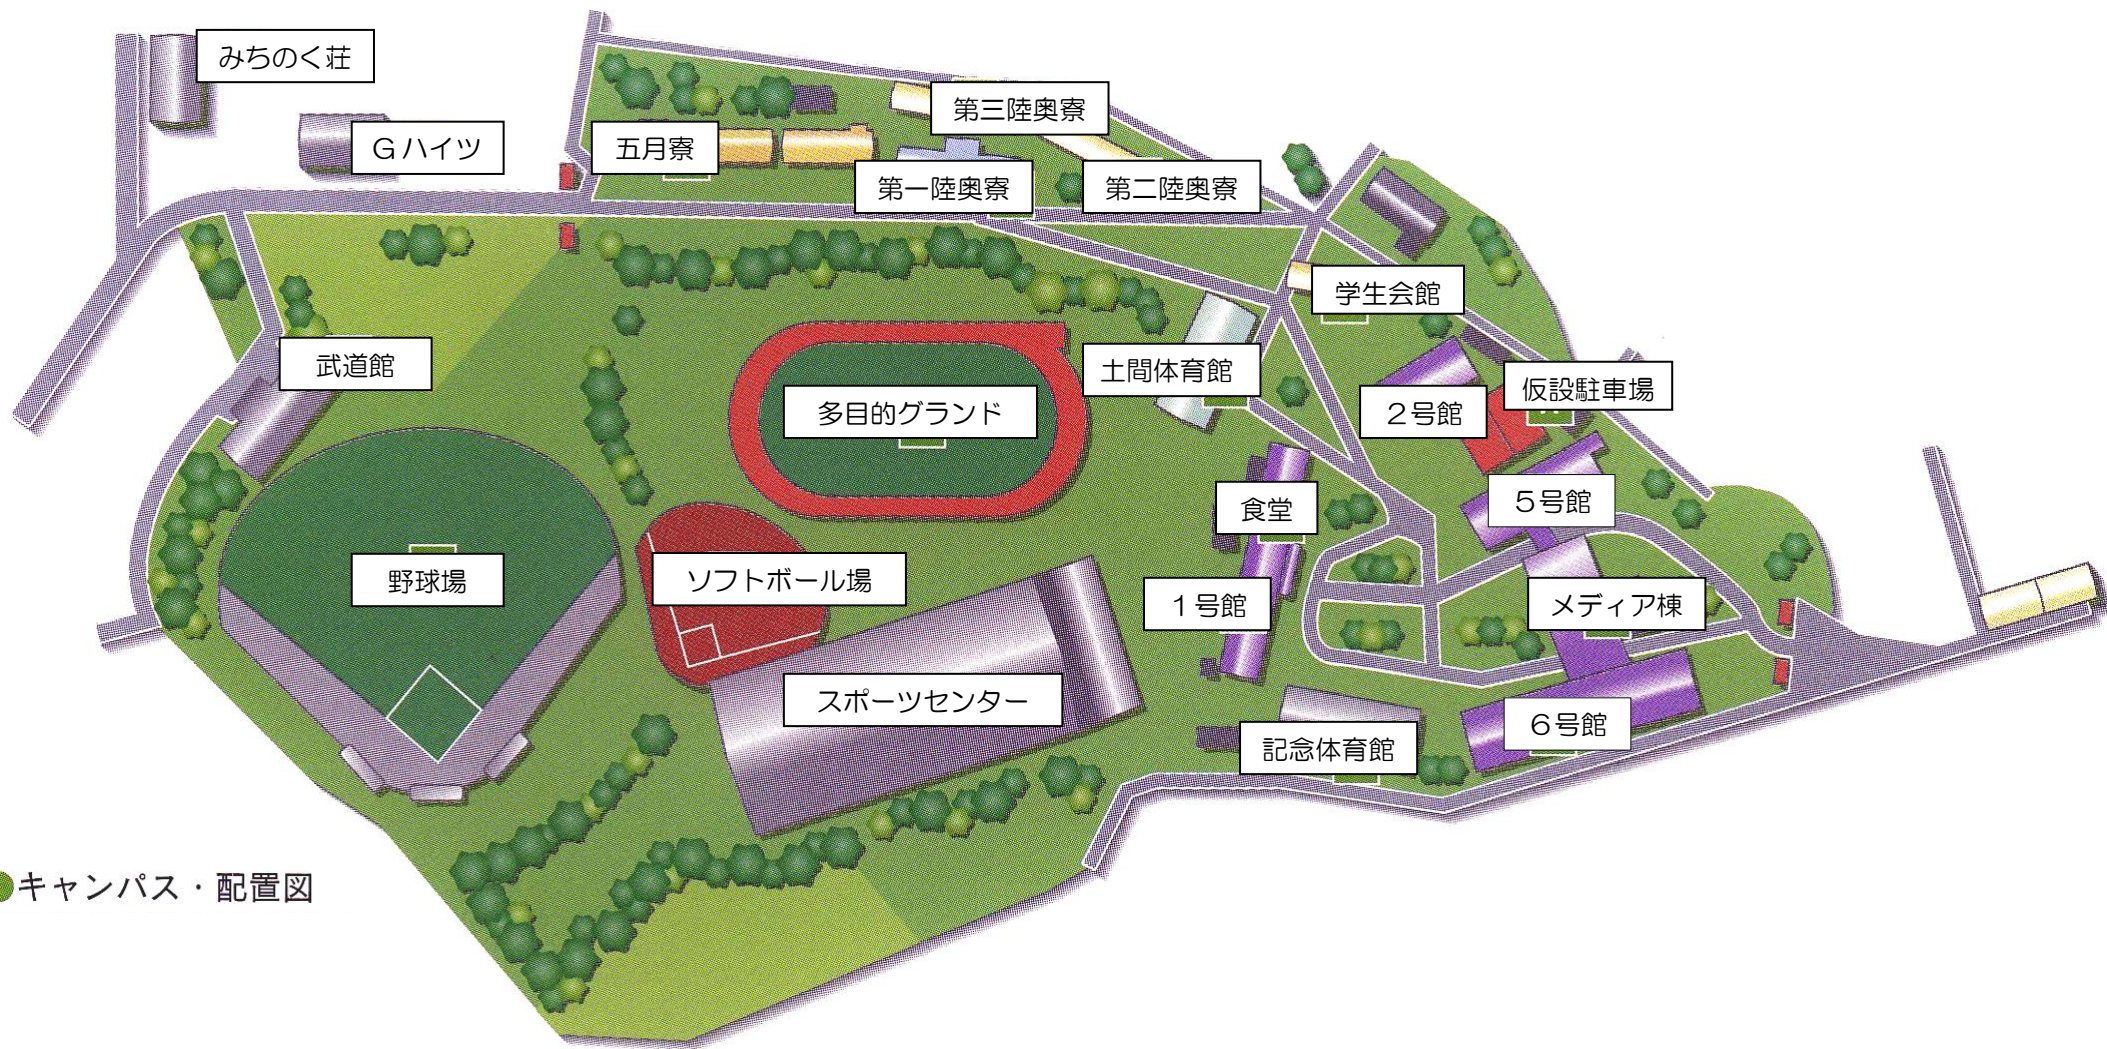 みちのく荘
第三陸奥寮
Ｇハイツ
五月寮
第一陸奥寮
第二陸奥寮
学生会館
武道館
土間体育館
仮設駐車場
多目的グランド
２号館
食堂
５号館
野球場
ソフトボール場
１号館
メディア棟
スポーツセンター
６号館
記念体育館
●キャンパス・配置図